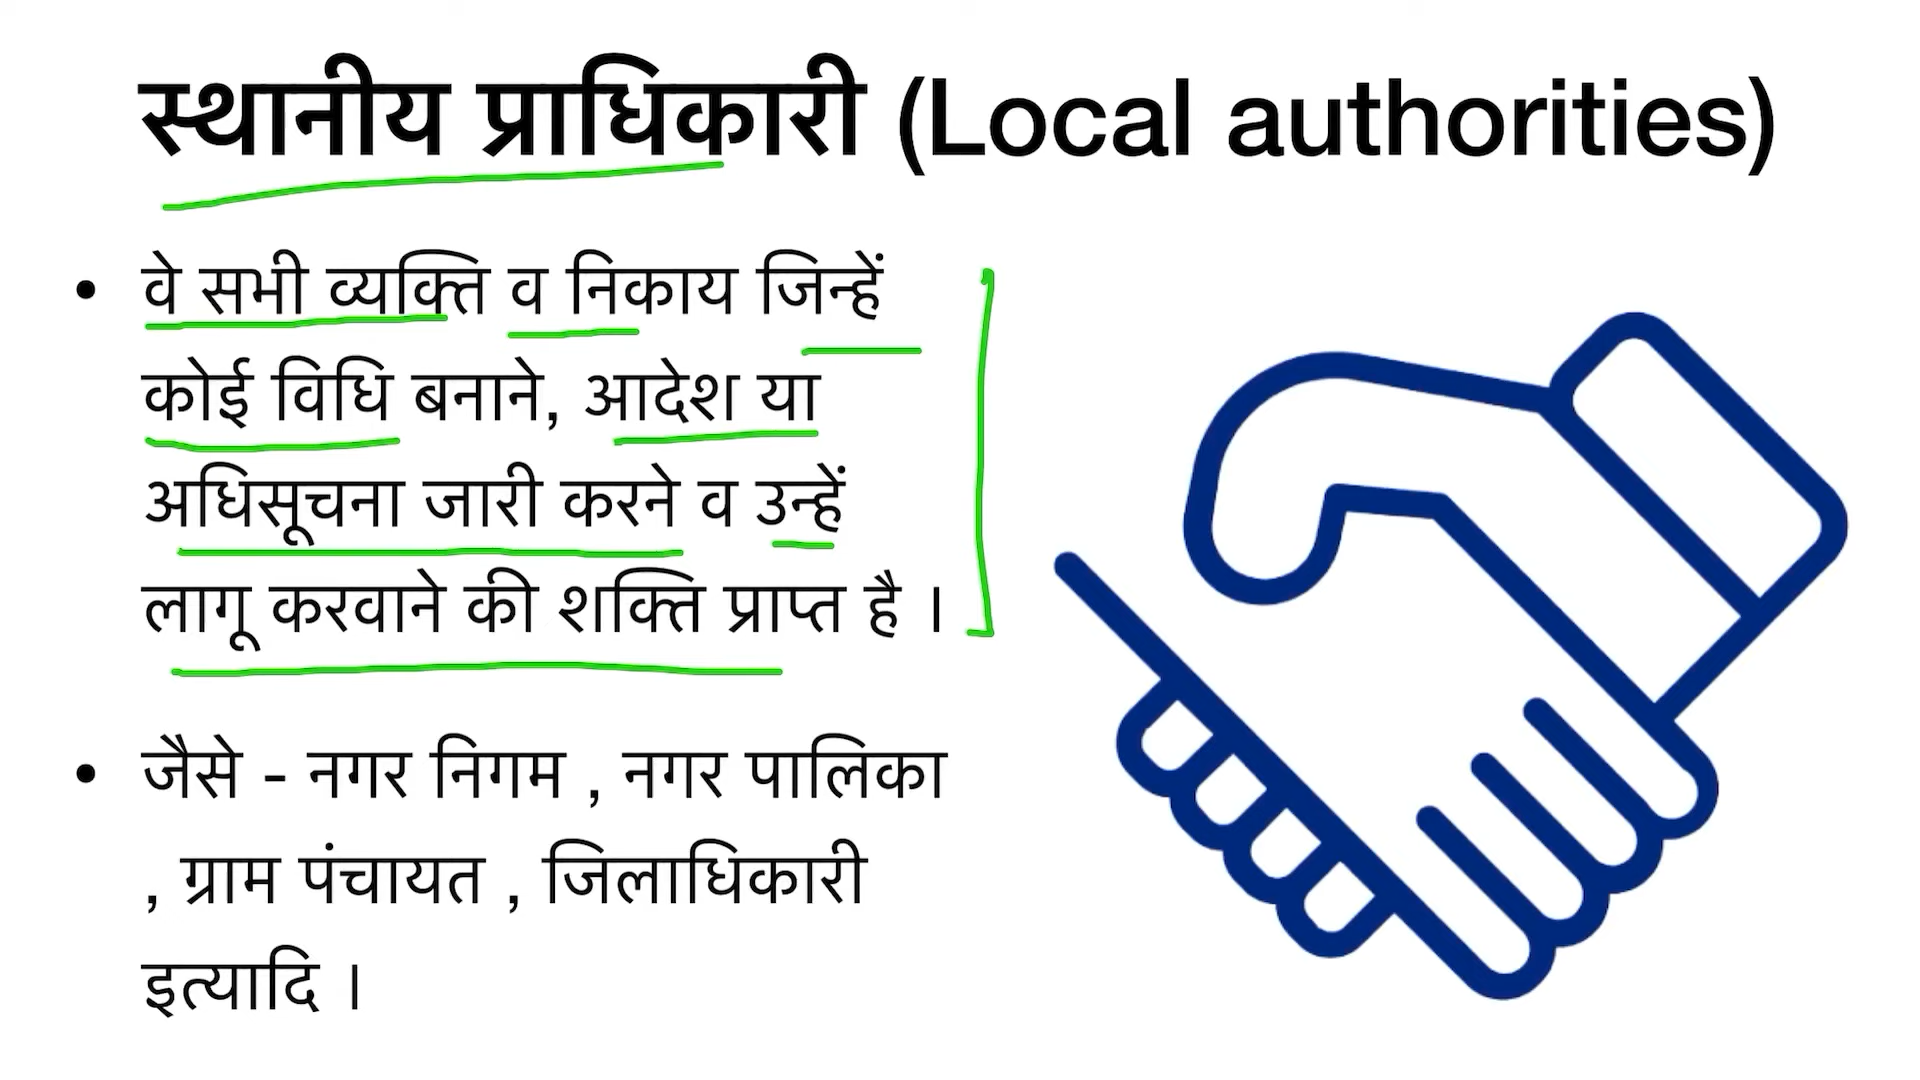 स्थानीय प्राधिकारी (Local authorities)
• वे सभी व्यक्ति व निकाय जिन्हें
कोई विधि बनाने, आदेश या
अधिसूचना जारी करने व उन्हें
लागू करवाने की शक्ति प्राप्त है ।
• जैसे - नगर निगम , नगर पालिका
, ग्राम पंचायत , जिलाधिकारी
इत्यादि ।